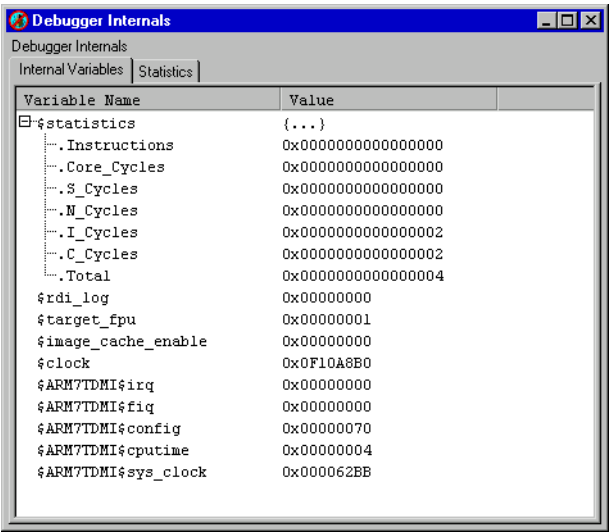 Debugger Internals
Debugger Internals
Internal Variables Statistics
Variable Name Value
$statistics {...}
.Instructions 0x0000000000000000
.Core_Cycles 0x0000000000000000
.S_Cycles 0x0000000000000000
.N_Cycles 0x0000000000000000
.I_Cycles 0x0000000000000002
.C_Cycles 0x0000000000000002
.Total 0x0000000000000004
$rdi_log 0x00000000
$target_fpu 0x00000001
$image_cache_enable 0x00000000
$clock 0x0F10A8B0
$ARM7TDMI$irq 0x00000000
$ARM7TDMI$fiq 0x00000000
$ARM7TDMI$config 0x00000070
$ARM7TDMI$cputime 0x00000004
$ARM7TDMI$sys_clock 0x000062BB